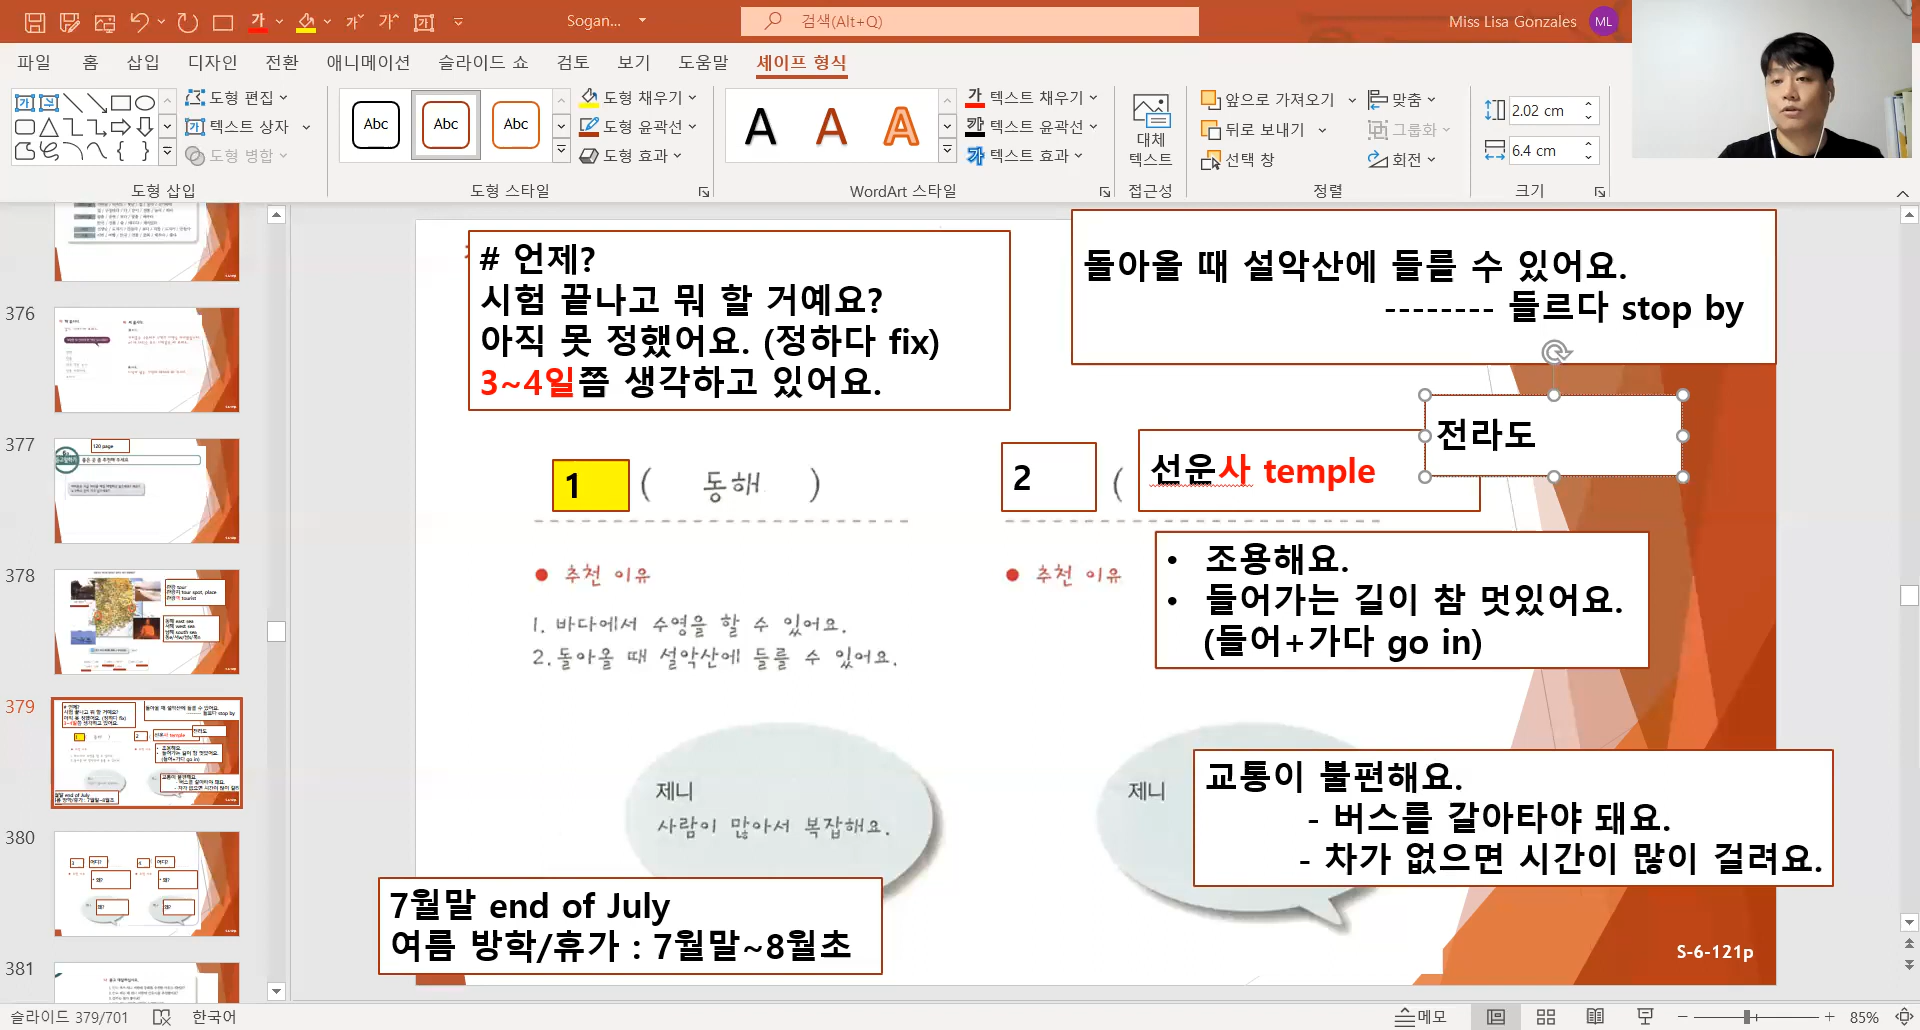 Sogan...
검색(Alt+Q)
Miss Lisa Gonzales
ML
파일 홈 삽입 디자인 전환 애니메이션 슬라이드 쇼 검토 보기 도움말 셰이프 형식
도형 편집
텍스트 상자
도형 병합
도형 삽입
Abc Abc Abc
도형 채우기
도형 윤곽선
도형 효과
도형 스타일
텍스트 채우기
텍스트 윤곽선
텍스트 효과
WordArt 스타일
대체
텍스트
접근성
앞으로 가져오기
뒤로 보내기
선택 창
맞춤
그룹화
회전
정렬
2.02 cm
6.4 cm
크기
376
377
120 page
378
379
380
381
# 언제?
시험 끝나고 뭐 할 거예요?
아직 못 정했어요. (정하다 fix)
3~4일쯤 생각하고 있어요.
돌아올 때 설악산에 들를 수 있어요.
-------- 들르다 stop by
전라도
1 ( 동해 )
2 ( 선운사 temple
추천 이유
1. 바다에서 수영을 할 수 있어요.
2. 돌아올 때 설악산에 들를 수 있어요.
추천 이유
• 조용해요.
• 들어가는 길이 참 멋있어요.
(들어+가다 go in)
제니
사람이 많아서 복잡해요.
제니
교통이 불편해요.
- 버스를 갈아타야 돼요.
- 차가 없으면 시간이 많이 걸려요.
7월말 end of July
여름 방학/휴가 : 7월말~8월초
S-6-121p
슬라이드 379/701
한국어
메모
85%